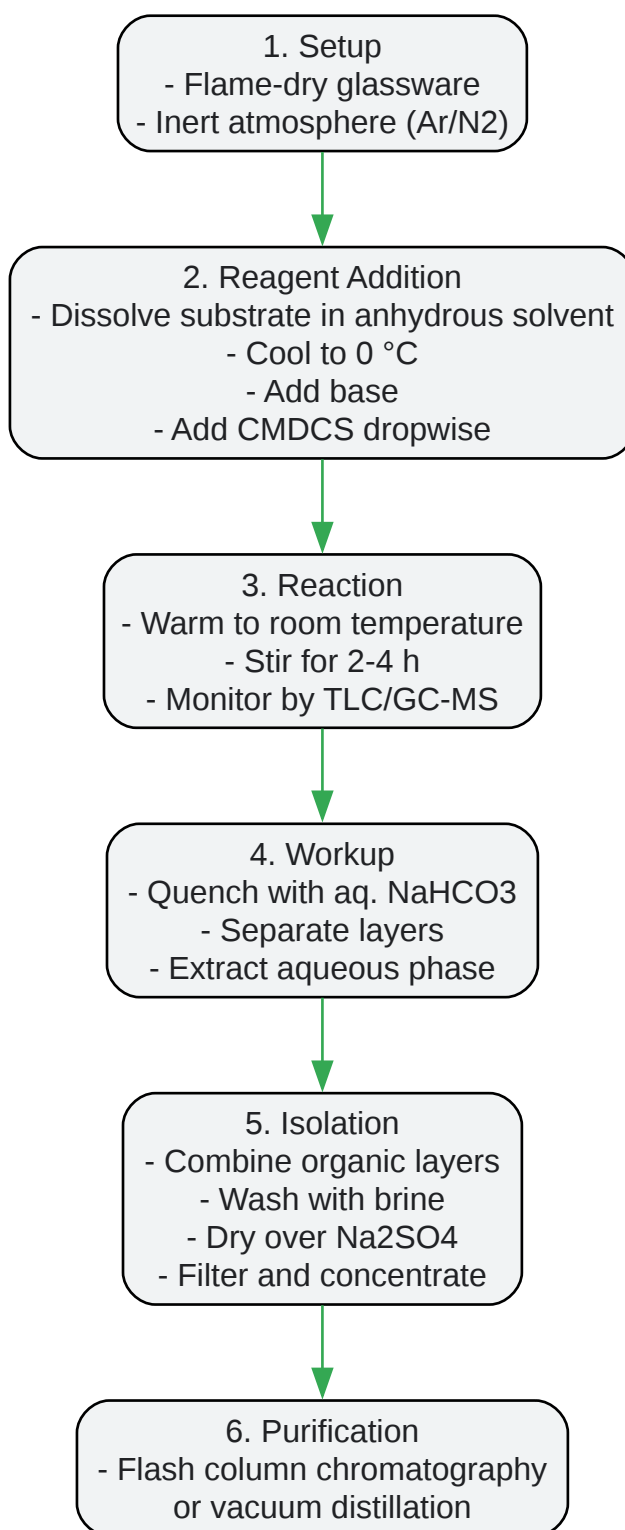 1. Setup
- Flame-dry glassware
- Inert atmosphere (Ar/N2)
2. Reagent Addition
- Dissolve substrate in anhydrous solvent
- Cool to 0 °C
- Add base
- Add CMDCS dropwise
3. Reaction
- Warm to room temperature
- Stir for 2-4 h
- Monitor by TLC/GC-MS
4. Workup
- Quench with aq. NaHCO3
- Separate layers
- Extract aqueous phase
5. Isolation
- Combine organic layers
- Wash with brine
- Dry over Na2SO4
- Filter and concentrate
6. Purification
- Flash column chromatography
or vacuum distillation